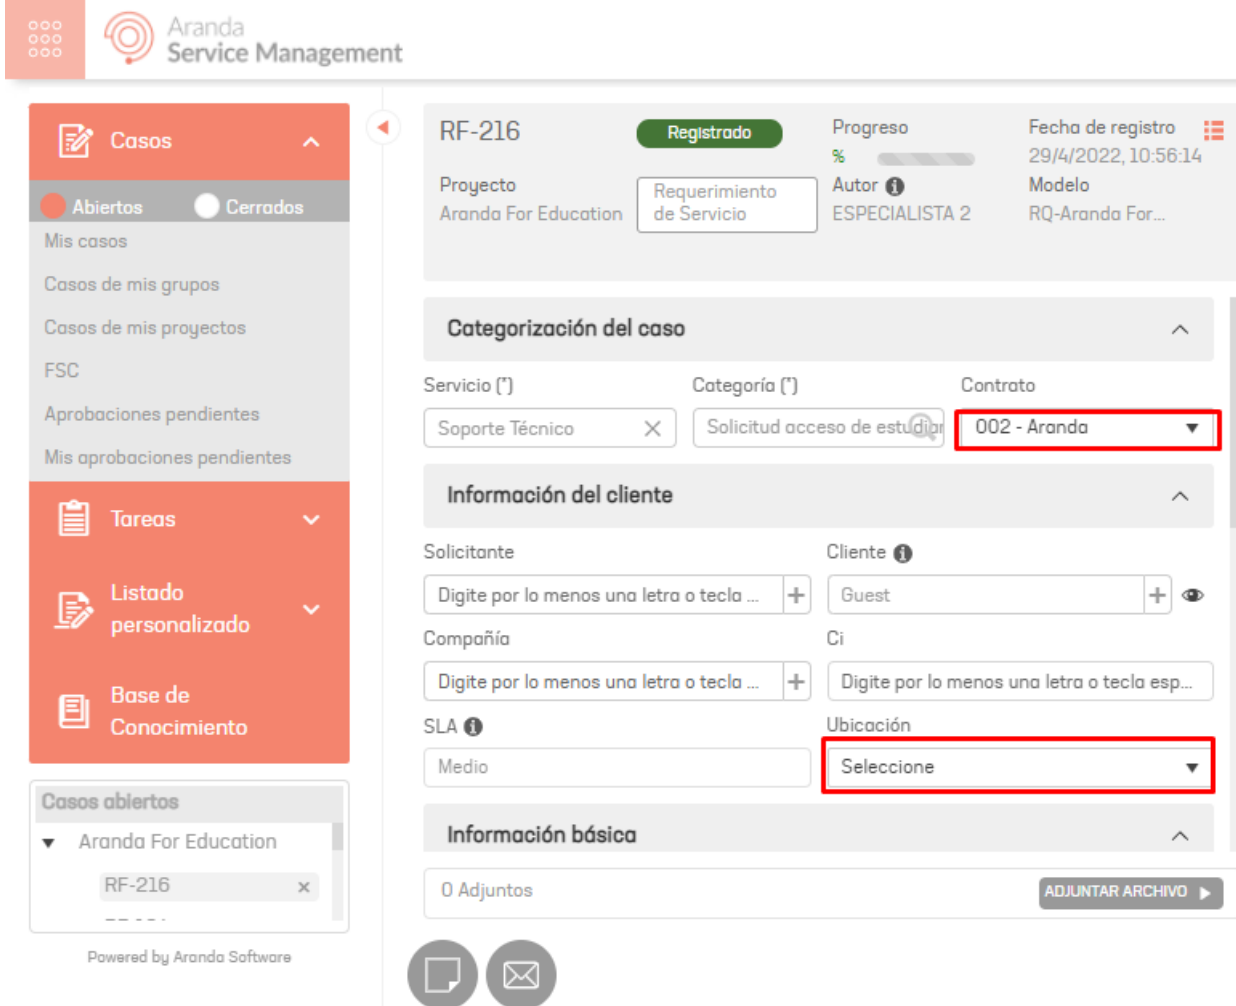 Aranda
Service Management
Casos
Abiertos
Cerrados
Mis casos
Casos de mis grupos
Casos de mis proyectos
FSC
Aprobaciones pendientes
Mis aprobaciones pendientes
Tareas
Listado
personalizado
Base de
Conocimiento
Casos abiertos
Aranda For Education
RF-216
Powered by Aranda Software
RF-216
Registrado
Progreso
%
Fecha de registro
29/4/2022, 10:56:14
Proyecto
Aranda For Education
Requerimiento
de Servicio
Autor
ESPECIALISTA 2
Modelo
RQ-Aranda For...
Categorización del caso
Servicio (*)
Categoría (*)
Contrato
Soporte Técnico
Solicitud acceso de estudiar
002 - Aranda
Información del cliente
Solicitante
Cliente
Digite por lo menos una letra o tecla ...
Guest
Compañía
Ci
Digite por lo menos una letra o tecla ...
Digite por lo menos una letra o tecla esp...
SLA
Ubicación
Medio
Seleccione
Información básica
0 Adjuntos
ADJUNTAR ARCHIVO